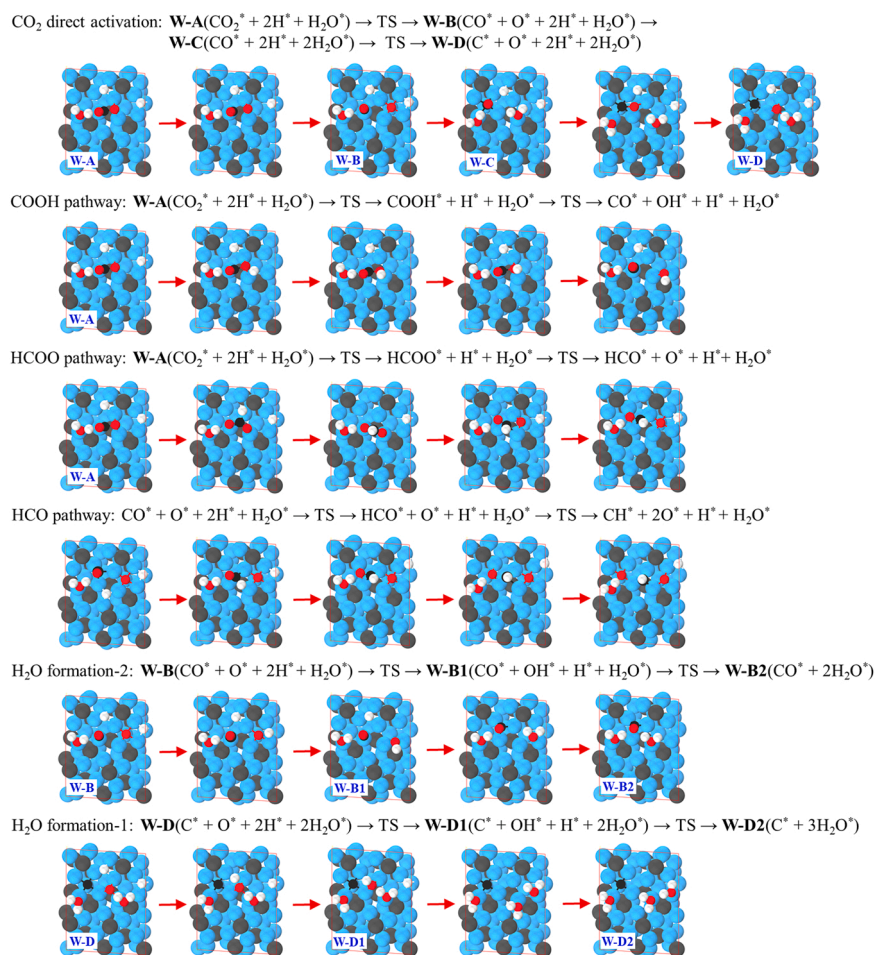 CO₂ direct activation: W-A(CO₂* + 2H* + H₂O*) → TS → W-B(CO* + O* + 2H* + H₂O*) →
W-C(CO* + 2H* + 2H₂O*) → TS → W-D(C* + O* + 2H* + 2H₂O*)
W-A W-B W-C W-D
COOH pathway: W-A(CO₂* + 2H* + H₂O*) → TS → COOH* + H* + H₂O* → TS → CO* + OH* + H* + H₂O*
W-A
HCOO pathway: W-A(CO₂* + 2H* + H₂O*) → TS → HCOO* + H* + H₂O* → TS → HCO* + O* + H* + H₂O*
W-A
HCO pathway: CO* + O* + 2H* + H₂O* → TS → HCO* + O* + H* + H₂O* → TS → CH* + 2O* + H* + H₂O*
H₂O formation-2: W-B(CO* + O* + 2H* + H₂O*) → TS → W-B1(CO* + OH* + H* + H₂O*) → TS → W-B2(CO* + 2H₂O*)
W-B W-B1 W-B2
H₂O formation-1: W-D(C* + O* + 2H* + 2H₂O*) → TS → W-D1(C* + OH* + H* + 2H₂O*) → TS → W-D2(C* + 3H₂O*)
W-D W-D1 W-D2